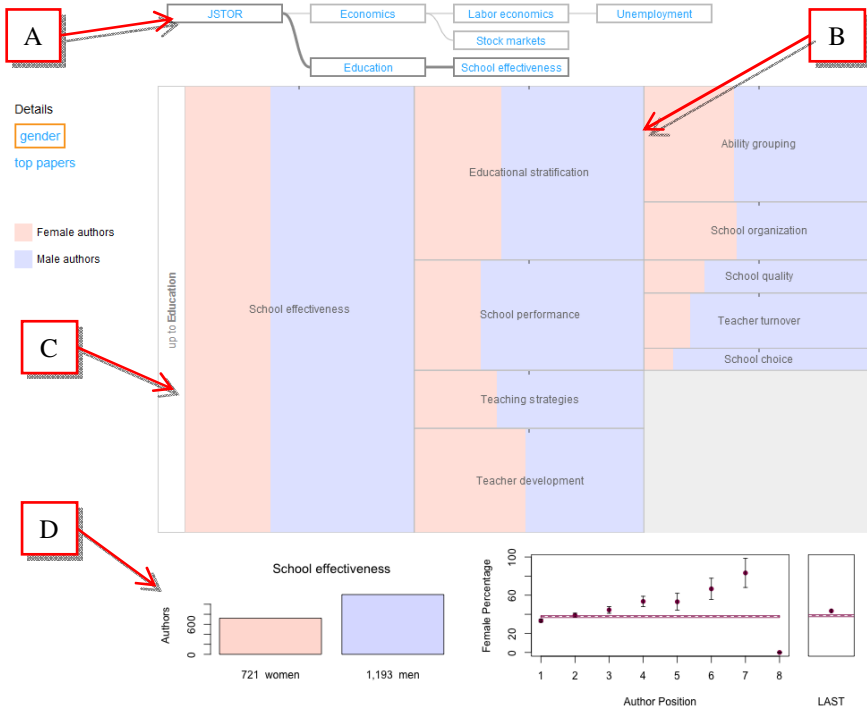 A
JSTOR
Economics
Labor economics
Unemployment
B
Stock markets
Education
School effectiveness
Details
gender
top papers
Female authors
Male authors
up to Education
School effectiveness
Educational stratification
School performance
Teaching strategies
Teacher development
Ability grouping
School organization
School quality
Teacher turnover
School choice
C
D
School effectiveness
Authors
600
0
721 women
1,193 men
Female Percentage
100
60
40
20
0
1 2 3 4 5 6 7 8
Author Position
LAST